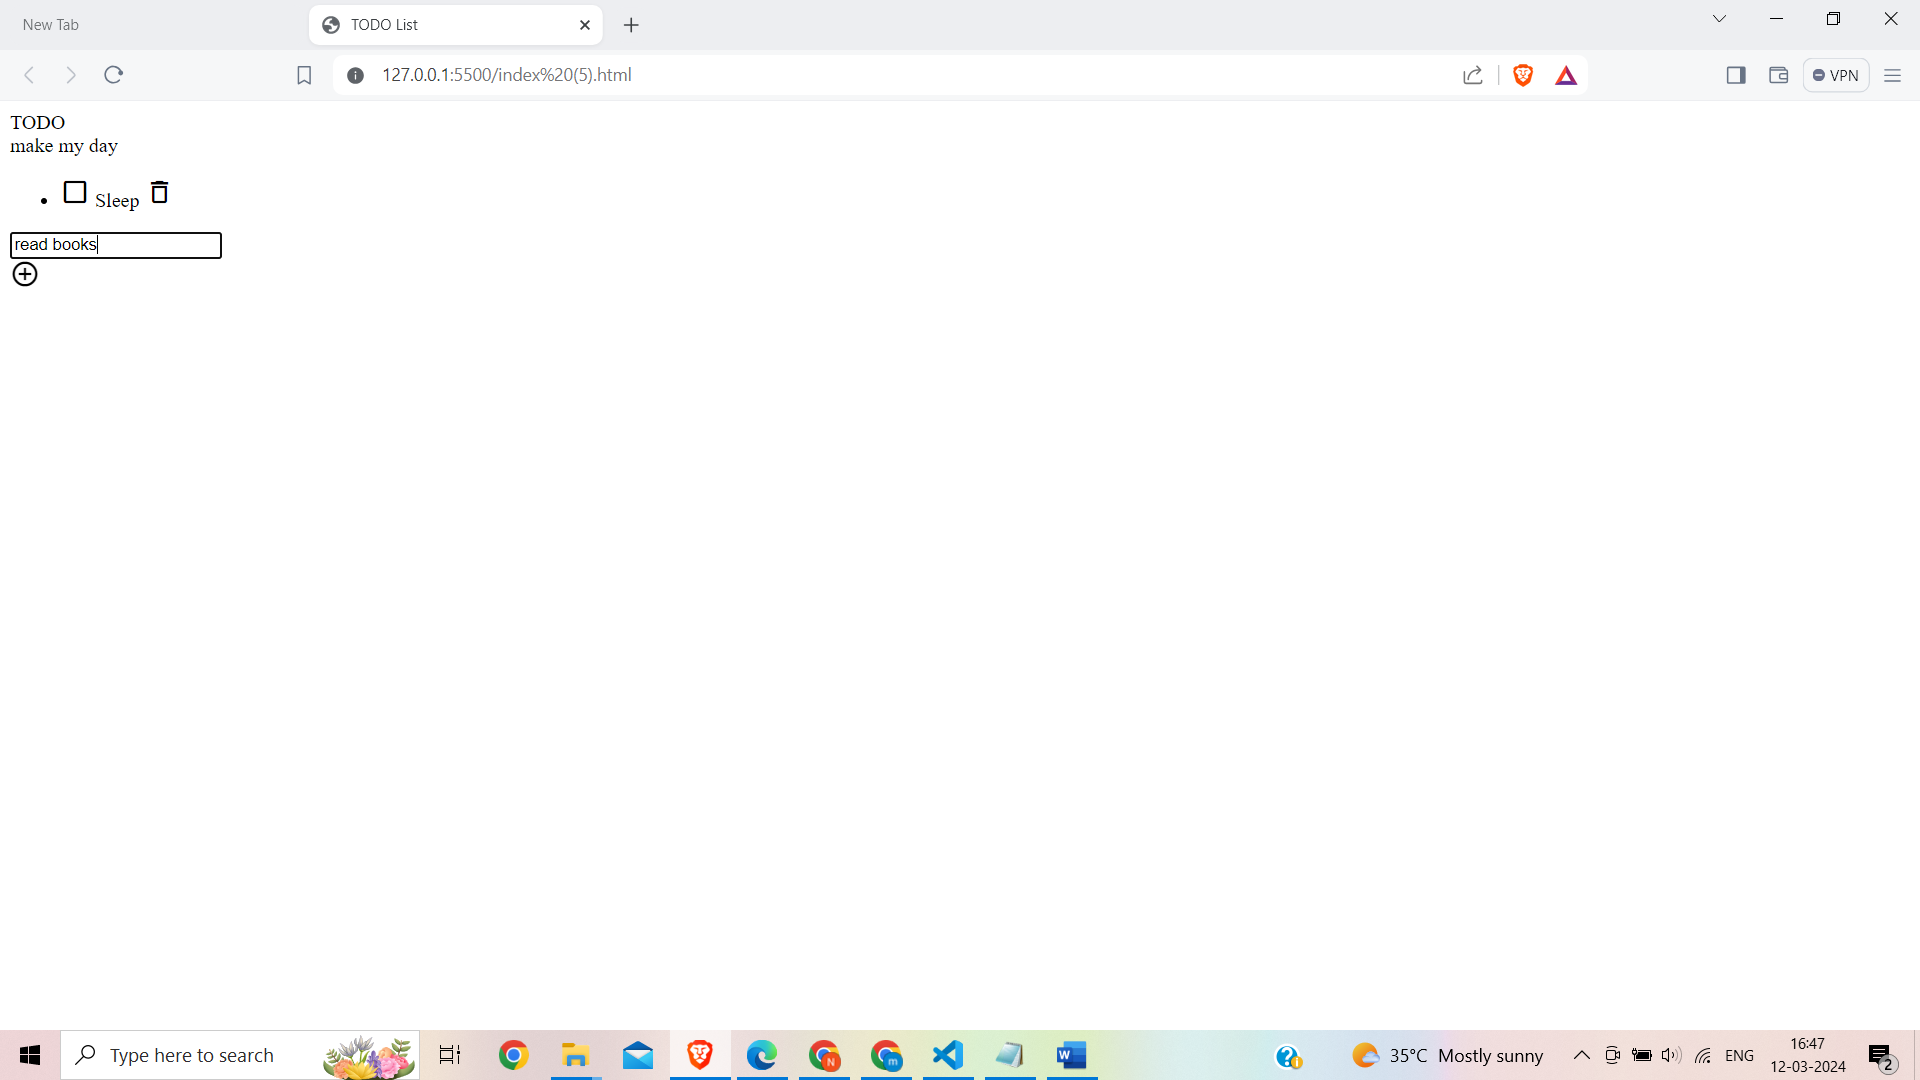 New Tab
TODO List
127.0.0.1:5500/index%20(5).html
VPN
TODO
make my day
Sleep
read books
Type here to search
N
m
W
35°C Mostly sunny
ENG
16:47
12-03-2024
2